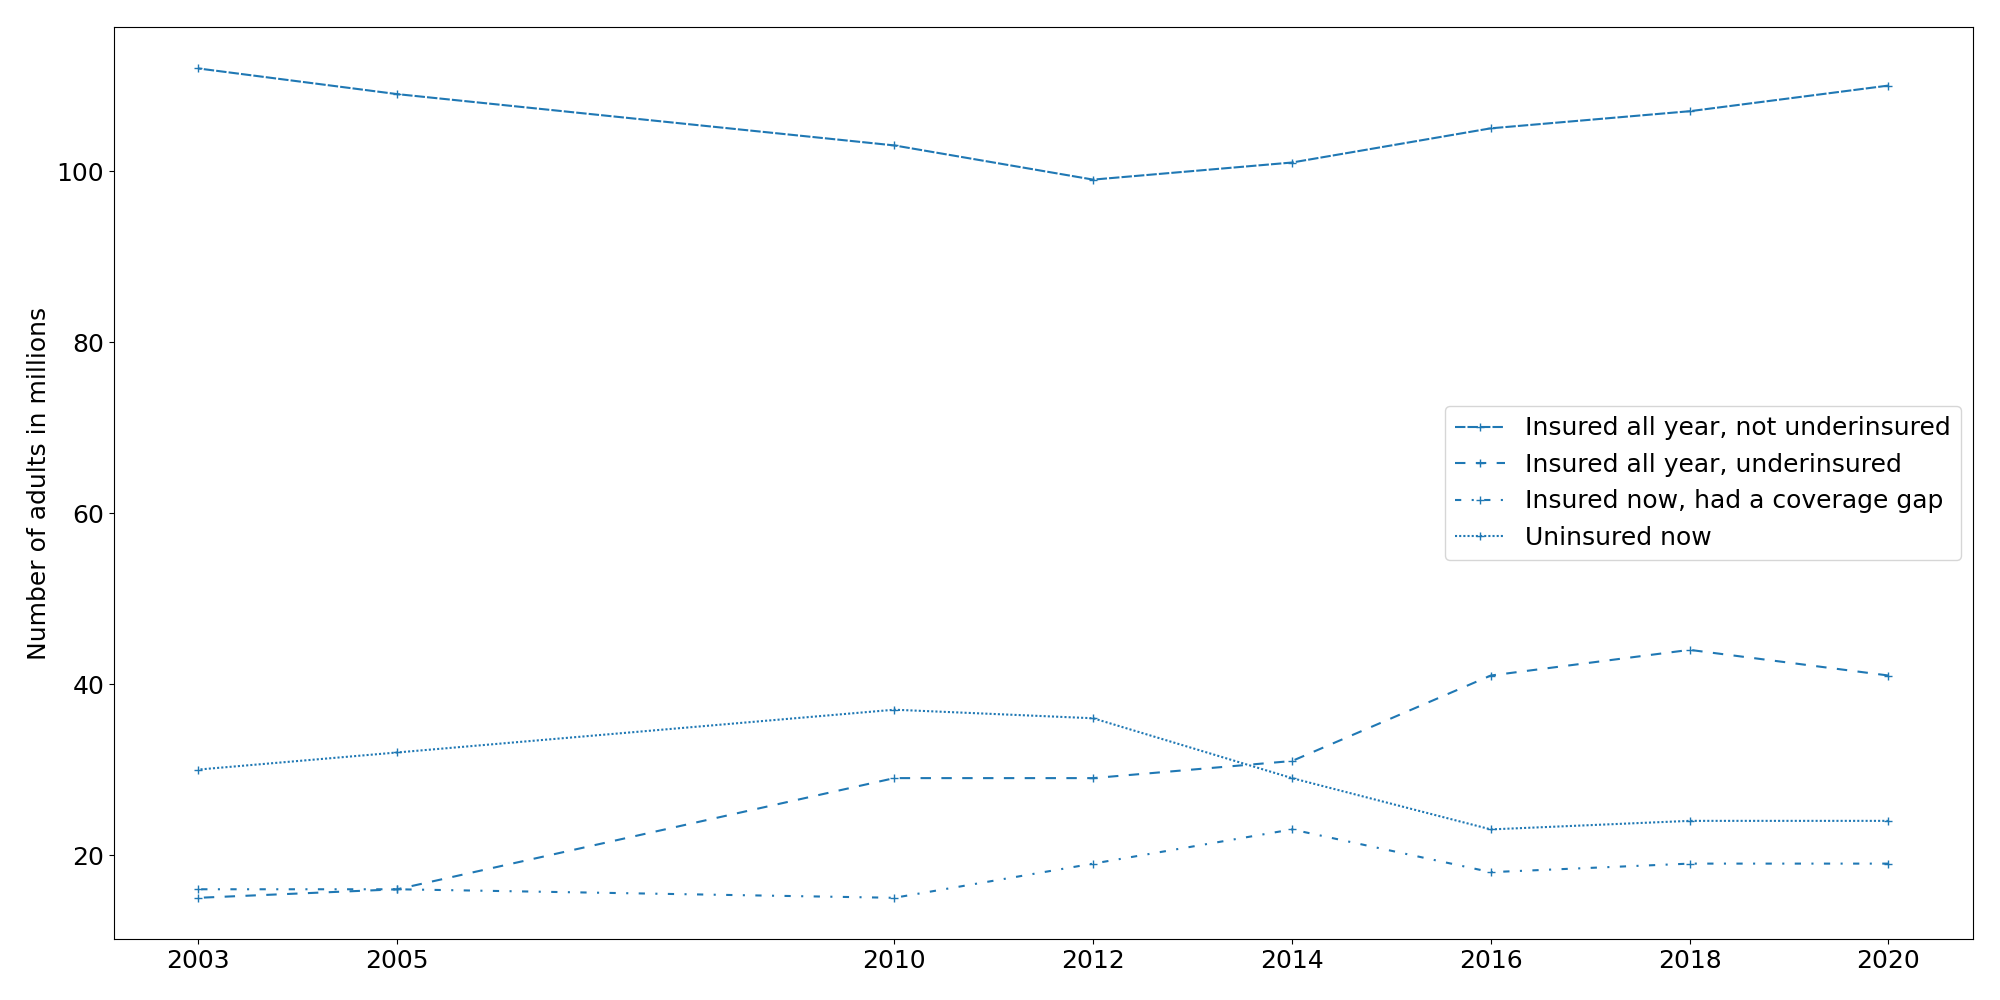 Number of adults in millions
100
80
60
40
20
2003 2005 2010 2012 2014 2016 2018 2020
Insured all year, not underinsured
Insured all year, underinsured
Insured now, had a coverage gap
Uninsured now